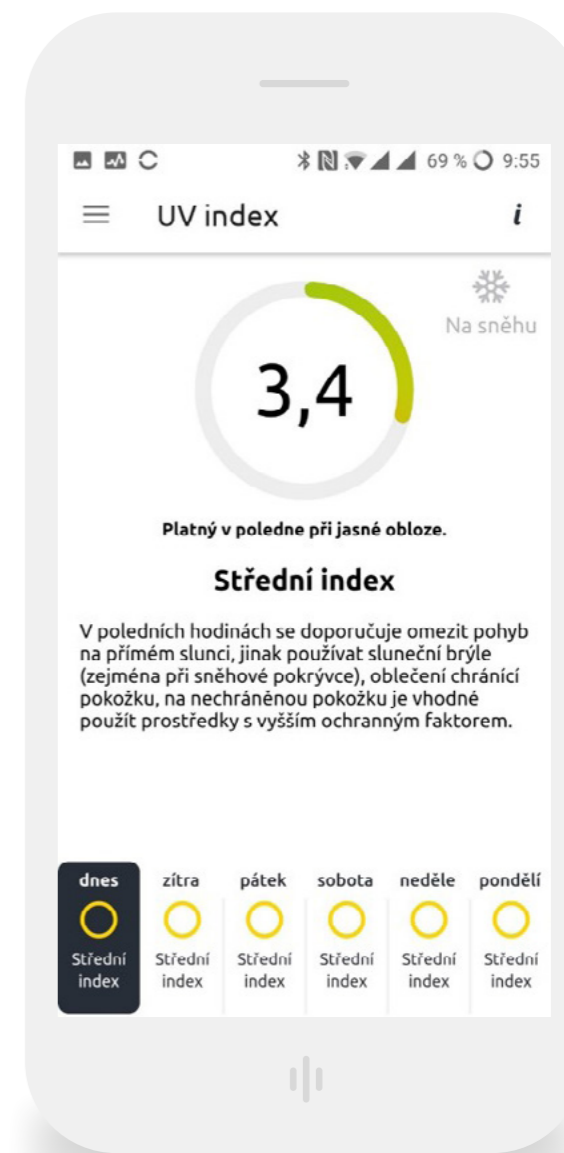 69 % 9:55
UV index i
Na sněhu
3,4
Platný v poledne při jasné obloze.
Střední index
V poledních hodinách se doporučuje omezit pohyb
na přímém slunci, jinak používat sluneční brýle
(zejména při sněhové pokrývce), oblečení chránící
pokožku, na nechráněnou pokožku je vhodné
použít prostředky s vyšším ochranným faktorem.
dnes zítra pátek sobota neděle pondělí
Střední Střední Střední Střední Střední Střední
index index index index index index